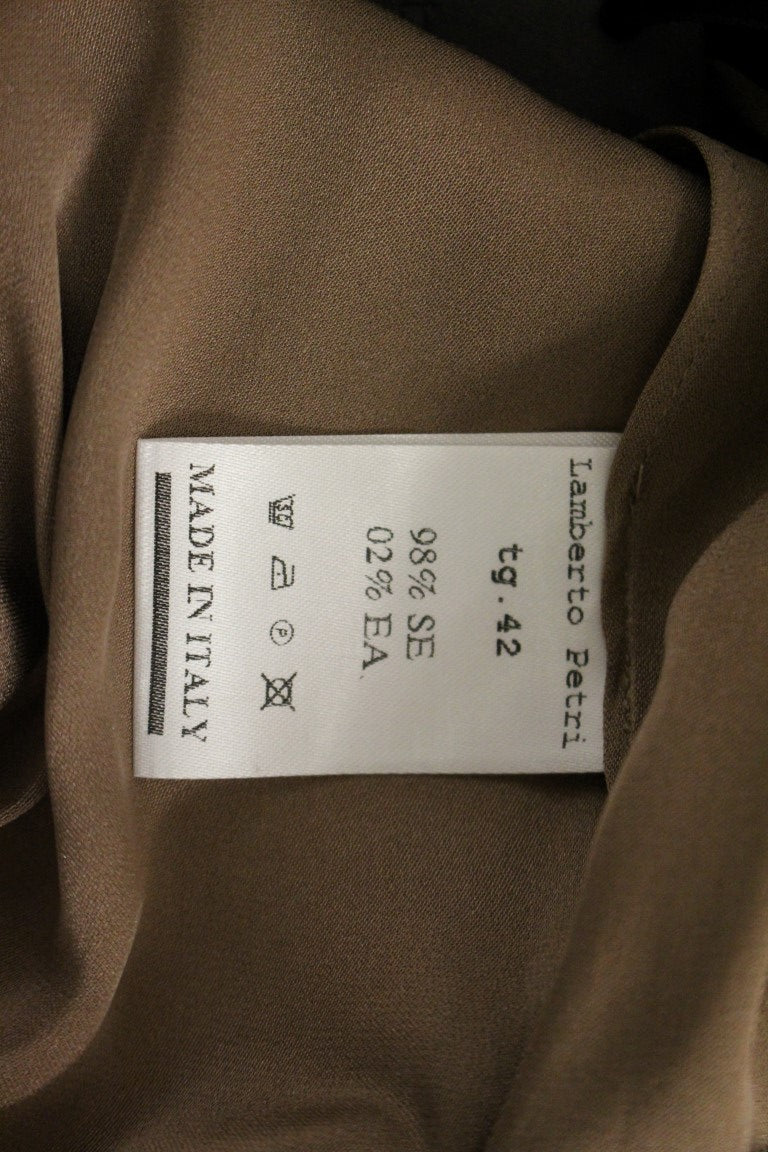 Lamberto Petri
tg.42
98% SE
02% EA
P
MADE IN ITALY